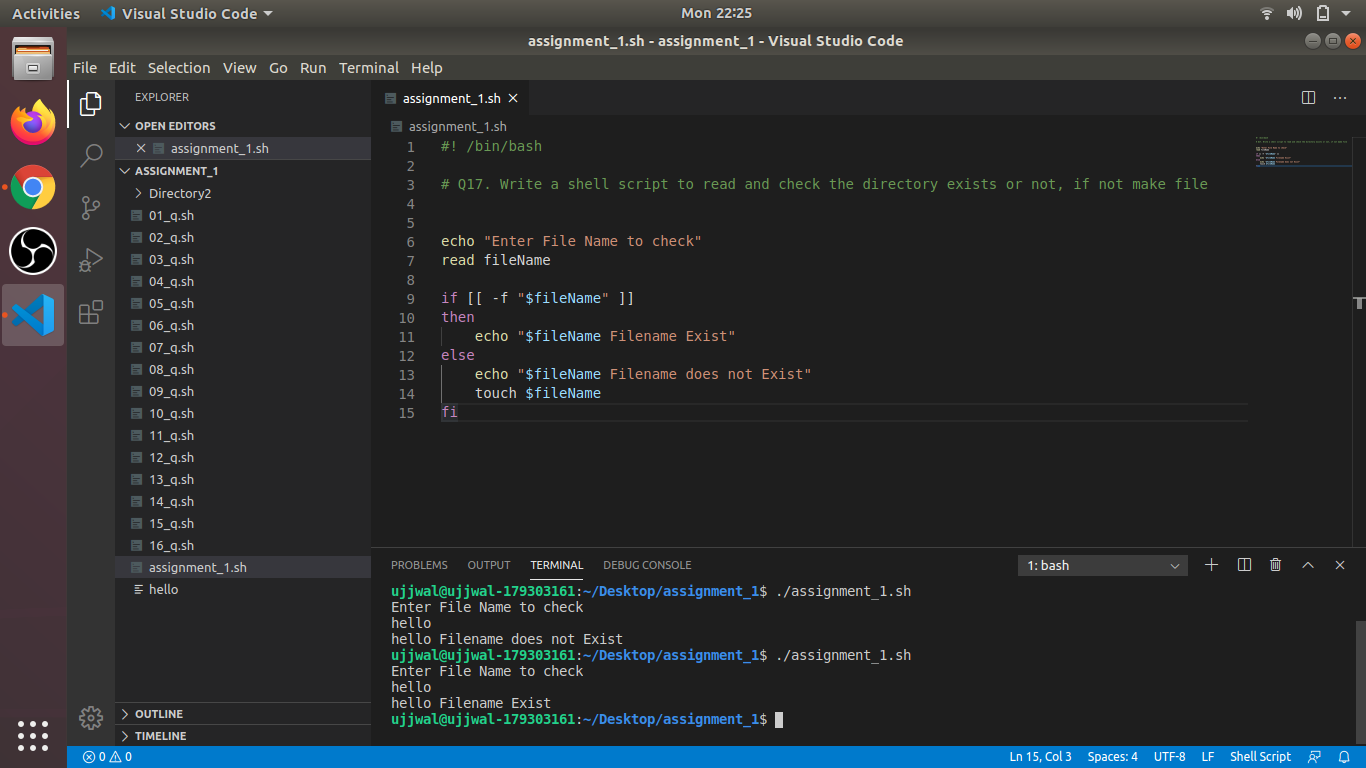 Activities Visual Studio Code Mon 22:25
assignment_1.sh - assignment_1 - Visual Studio Code
File Edit Selection View Go Run Terminal Help
EXPLORER
OPEN EDITORS
assignment_1.sh
ASSIGNMENT_1
Directory2
01_q.sh
02_q.sh
03_q.sh
04_q.sh
05_q.sh
06_q.sh
07_q.sh
08_q.sh
09_q.sh
10_q.sh
11_q.sh
12_q.sh
13_q.sh
14_q.sh
15_q.sh
16_q.sh
assignment_1.sh
hello
OUTLINE
TIMELINE
assignment_1.sh
assignment_1.sh
1 #! /bin/bash
2
3 # Q17. Write a shell script to read and check the directory exists or not, if not make file
4
5
6 echo "Enter File Name to check"
7 read fileName
8
9 if [[ -f "$fileName" ]]
10 then
11 echo "$fileName Filename Exist"
12 else
13 echo "$fileName Filename does not Exist"
14 touch $fileName
15 fi
PROBLEMS OUTPUT TERMINAL DEBUG CONSOLE 1: bash
ujjwal@ujjwal-179303161:~/Desktop/assignment_1$ ./assignment_1.sh
Enter File Name to check
hello
hello Filename does not Exist
ujjwal@ujjwal-179303161:~/Desktop/assignment_1$ ./assignment_1.sh
Enter File Name to check
hello
hello Filename Exist
ujjwal@ujjwal-179303161:~/Desktop/assignment_1$
0 0 Ln 15, Col 3 Spaces: 4 UTF-8 LF Shell Script